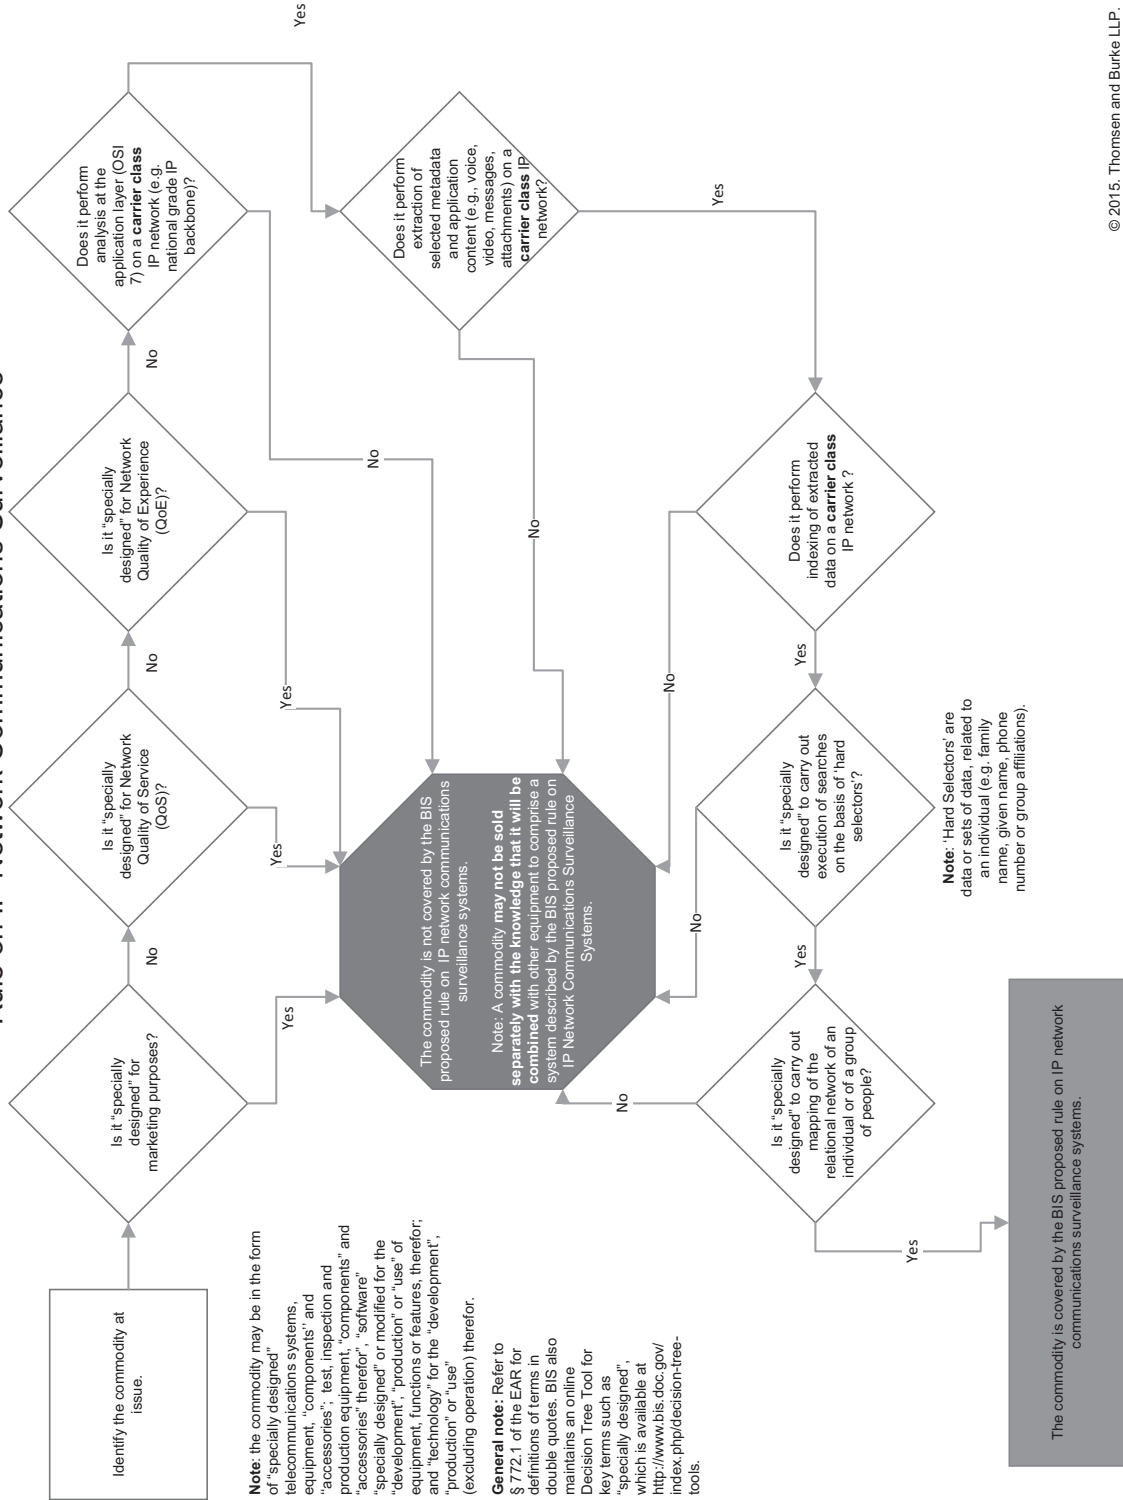 Identify the commodity at
issue.
Is it “specially
designed” for
marketing purposes?
No
Yes
Is it “specially
designed” for Network
Quality of Service
(QoS)?
No
Yes
Is it “specially
designed” for Network
Quality of Experience
(QoE)?
No
Yes
Does it perform
analysis at the
application layer (OSI
7) on a carrier class
IP network (e.g.
national grade IP
backbone)?
Yes
No
Does it perform
extraction of
selected metadata
and application
content (e.g., voice,
video, messages,
attachments) on a
carrier class IP
network?
No
Yes
Does it perform
indexing of extracted
data on a carrier class
IP network ?
No
Yes
Is it “specially
designed” to carry out
execution of searches
on the basis of ‘hard
selectors’?
No
Yes
Note: ‘Hard Selectors’ are
data or sets of data, related to
an individual (e.g. family
name, given name, phone
number or group affiliations).
Is it “specially
designed” to carry out
mapping of the
relational network of an
individual or of a group
of people?
No
Yes
The commodity is not covered by the BIS
proposed rule on IP network communications
surveillance systems.
Note: A commodity may not be sold
separately with the knowledge that it will be
combined with other equipment to comprise a
system described by the BIS proposed rule on
IP Network Communications Surveillance
Systems.
The commodity is covered by the BIS proposed rule on IP network
communications surveillance systems.
Note: the commodity may be in the form
of “specially designed”
telecommunications systems,
equipment, “components” and
“accessories”; test, inspection and
production equipment, “components” and
“accessories” therefor”, “software”
“specially designed” or modified for the
“development”, “production” or “use” of
equipment, functions or features, therefor;
and “technology” for the “development”,
“production” or “use”
(excluding operation) therefor.
General note: Refer to
§ 772.1 of the EAR for
definitions of terms in
double quotes. BIS also
maintains an online
Decision Tree Tool for
key terms such as
“specially designed”,
which is available at
http://www.bis.doc.gov/
index.php/decision-tree-
tools.
© 2015. Thomsen and Burke LLP.